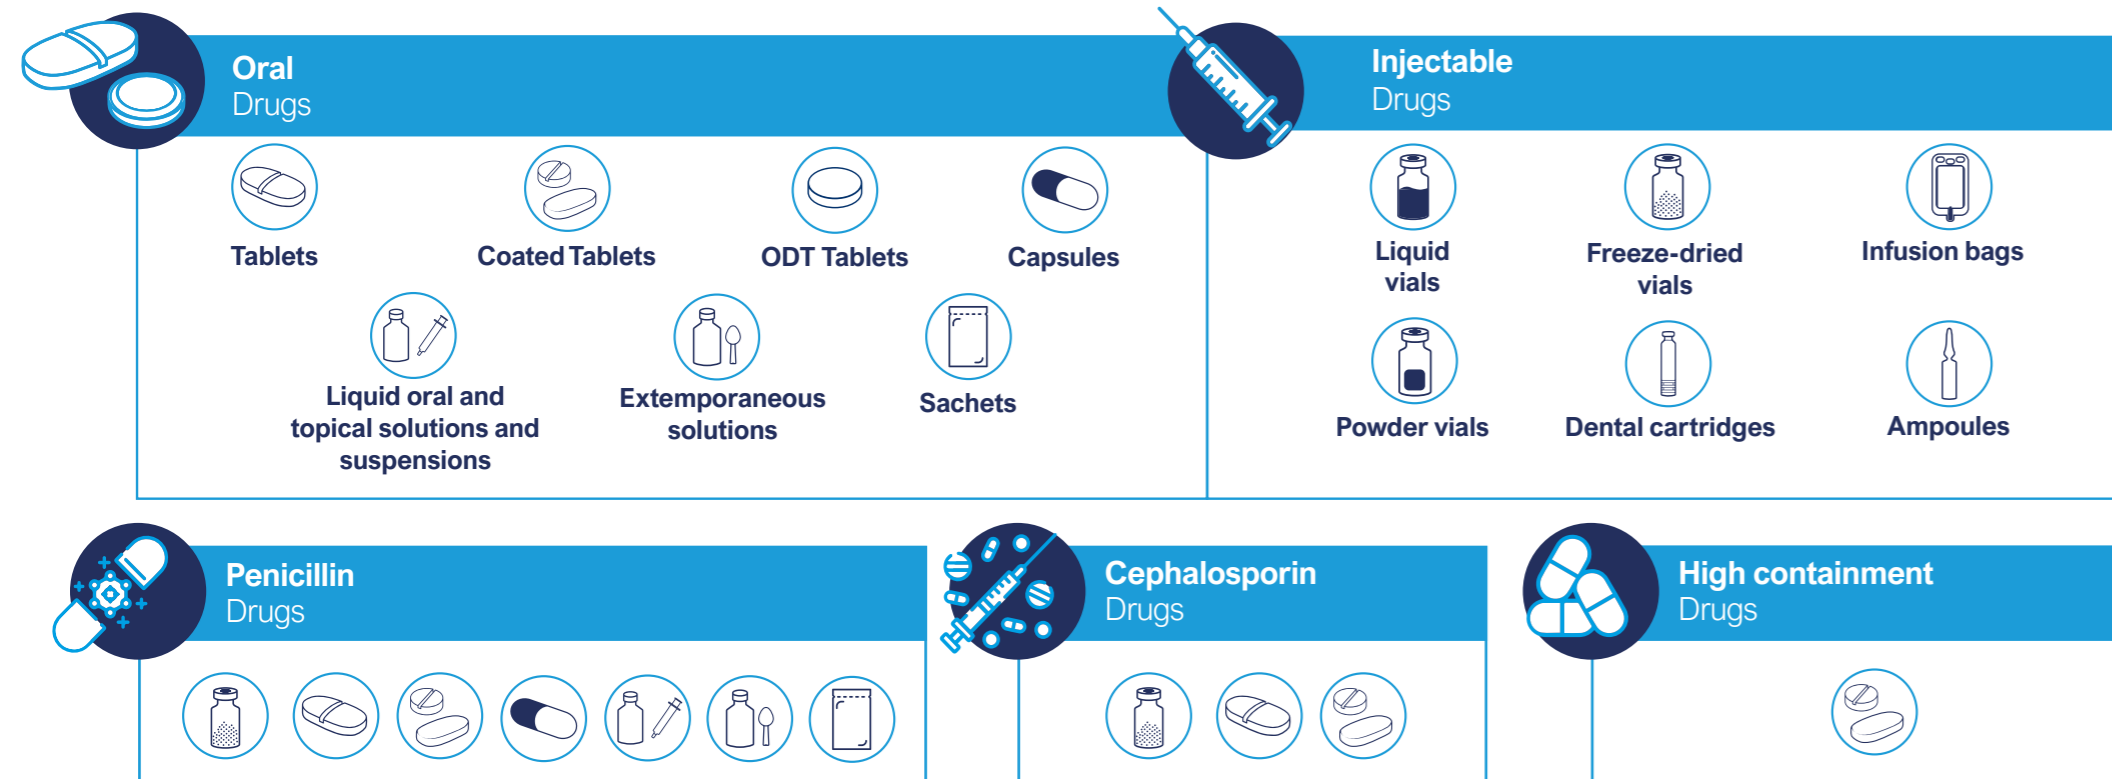 Oral
Drugs
Injectable
Drugs
Tablets
Coated Tablets
ODT Tablets
Capsules
Liquid oral and
topical solutions and
suspensions
Extemporaneous
solutions
Sachets
Liquid
vials
Freeze-dried
vials
Infusion bags
Powder vials
Dental cartridges
Ampoules
Penicillin
Drugs
Cephalosporin
Drugs
High containment
Drugs